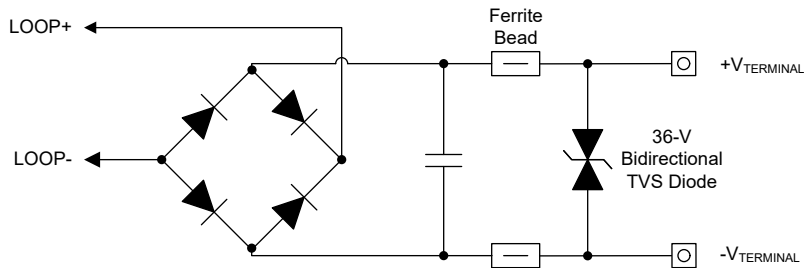 LOOP+
Ferrite
Bead
+VTERMINAL
LOOP-
36-V
Bidirectional
TVS Diode
-VTERMINAL